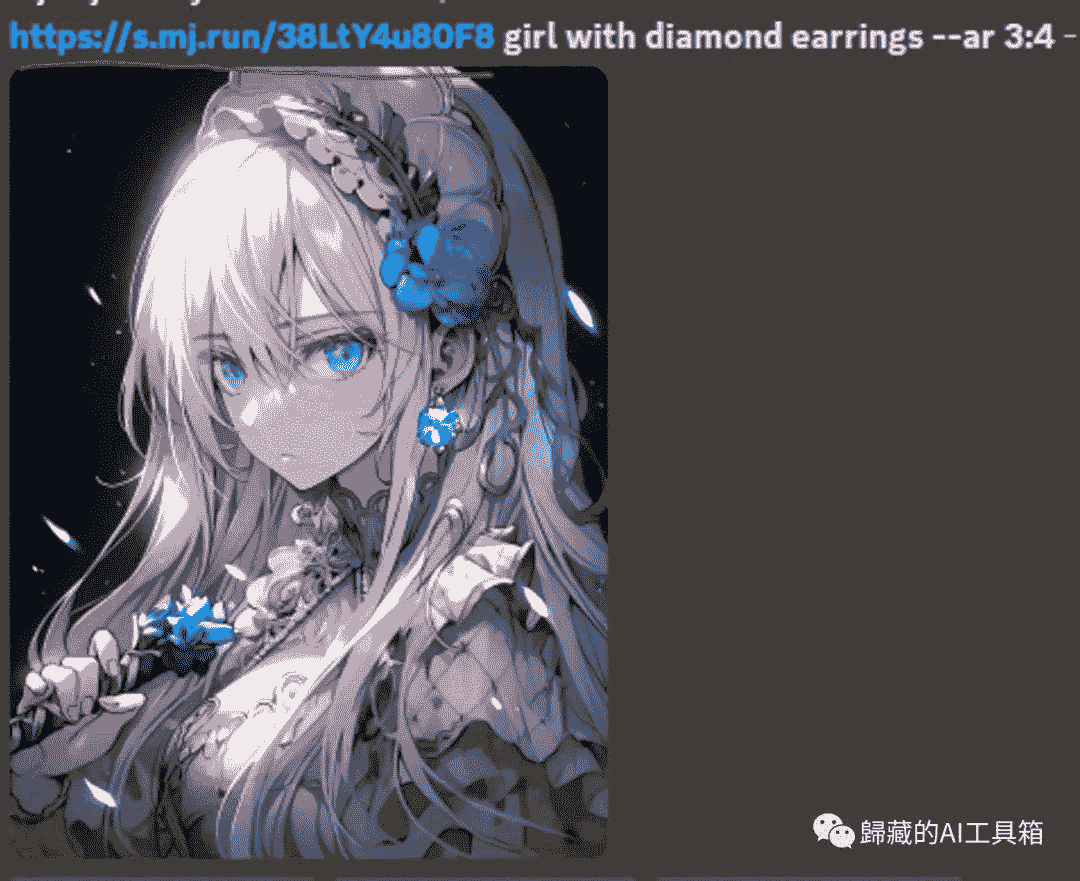 https://s.mj.run/38LtY4u80F8 girl with diamond earrings --ar 3:4 -
歸藏的AI工具箱